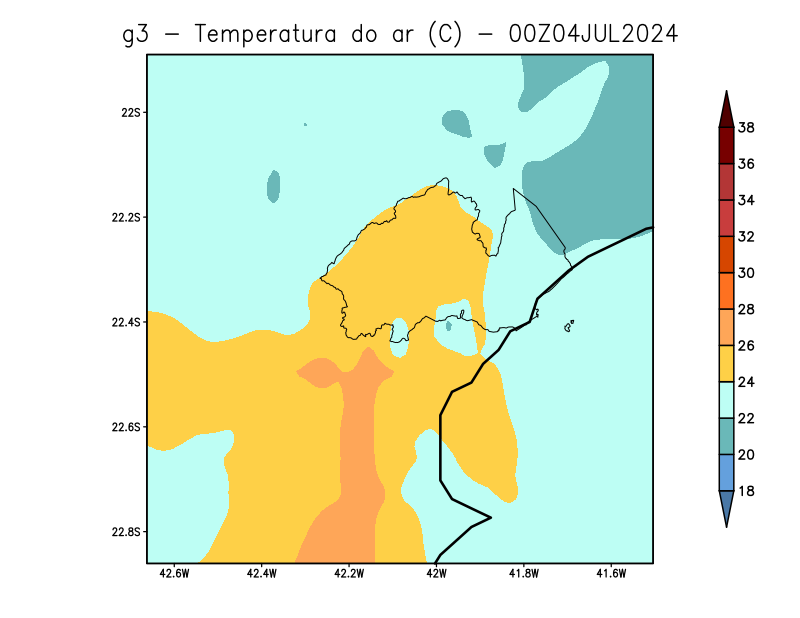 g3 − Temperatura do ar (C) − 00Z04JUL2024
22S
22.2S
22.4S
22.6S
22.8S
42.6W
42.4W
42.2W
42W
41.8W
41.6W
38
36
34
32
30
28
26
24
22
20
18